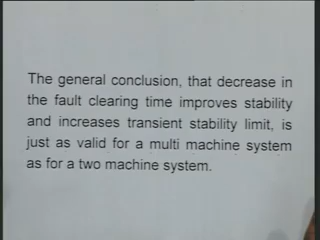 The general conclusion, that decrease in
the fault clearing time improves stability
and increases transient stability limit, is
just as valid for a multi machine system
as for a two machine system.